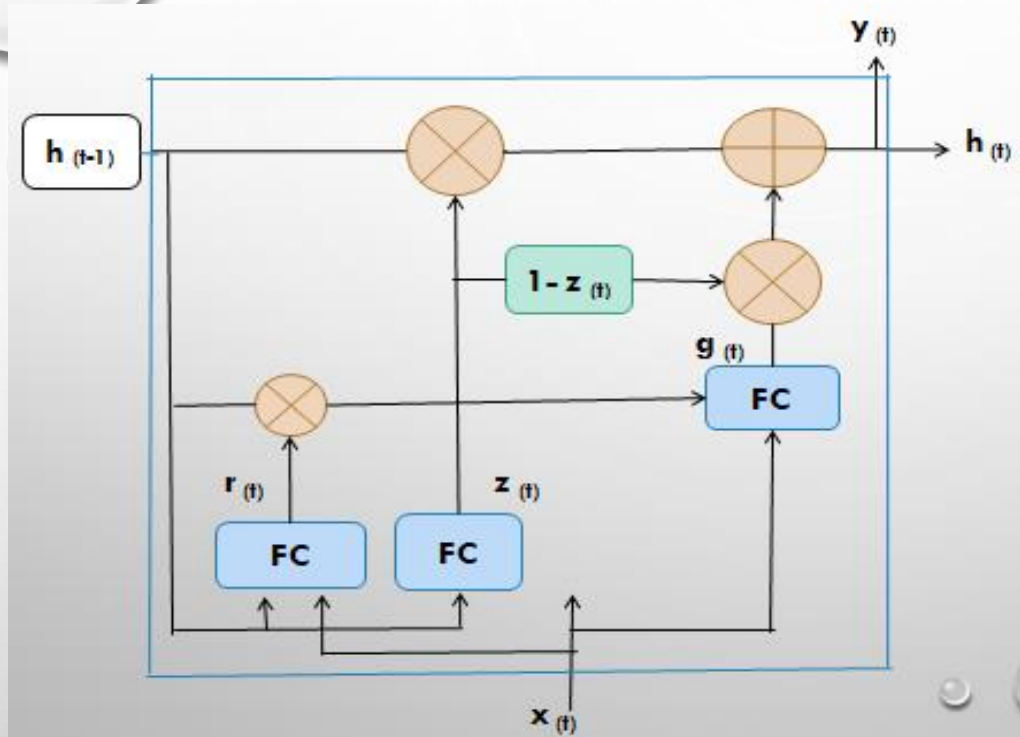 y (t)
h (t-1)
h (t)
1- z (t)
g (t)
FC
r (t)
z (t)
FC
FC
x (t)